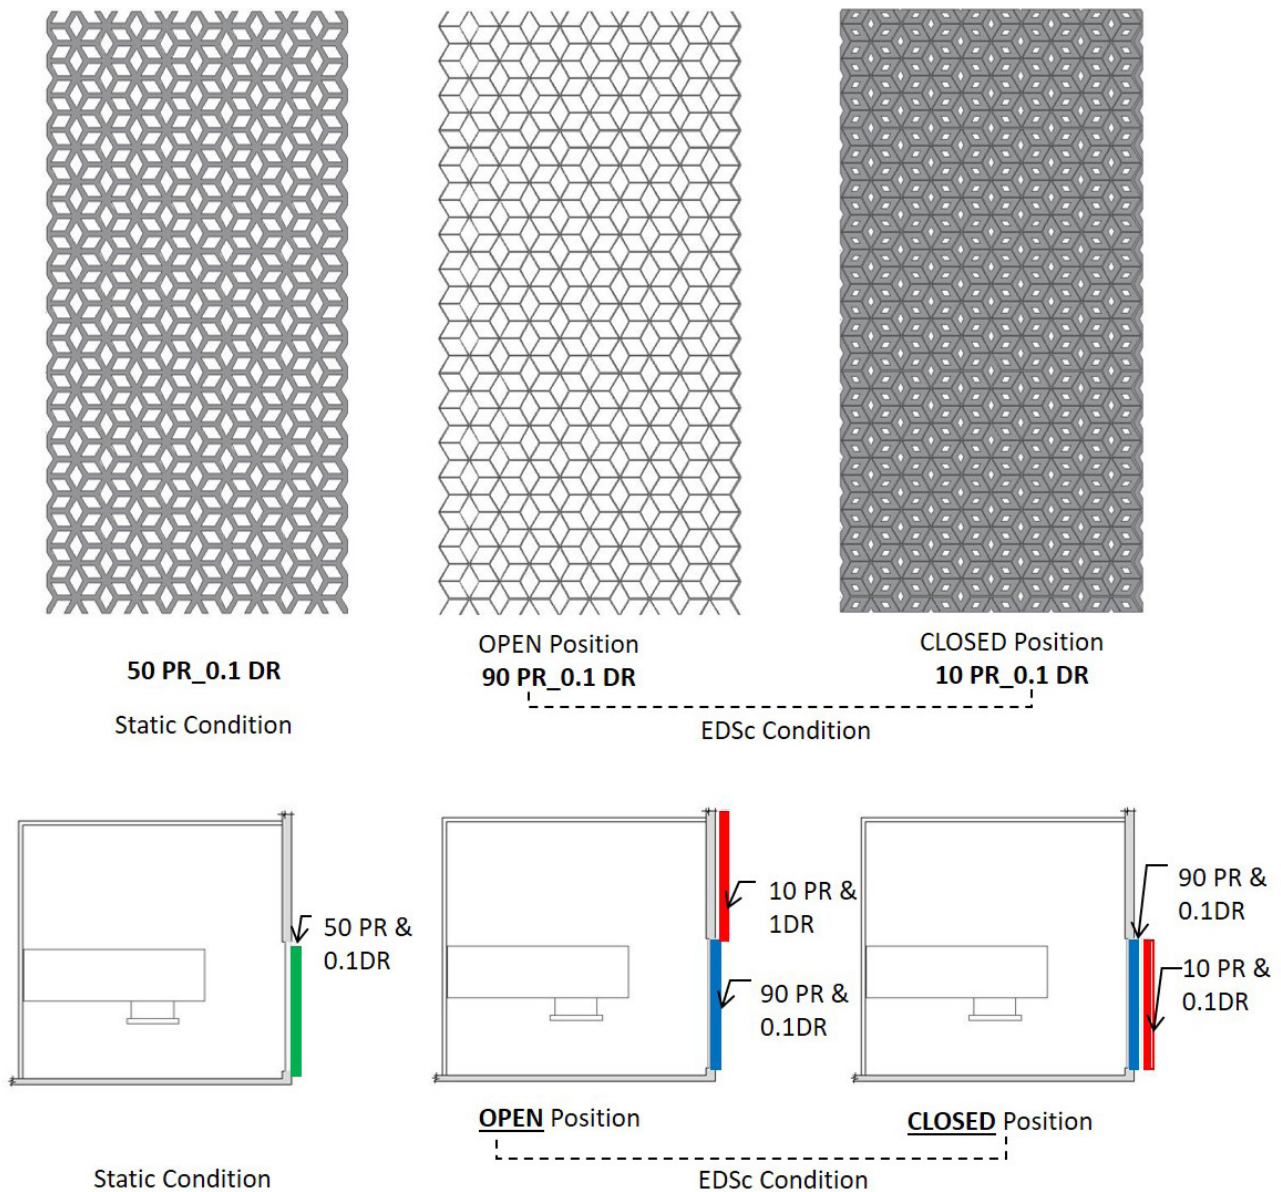 50 PR_0.1 DR
Static Condition
OPEN Position
90 PR_0.1 DR
CLOSED Position
10 PR_0.1 DR
EDSc Condition
50 PR &
0.1DR
10 PR &
1DR
90 PR &
0.1DR
90 PR &
0.1DR
10 PR &
0.1DR
Static Condition
OPEN Position
CLOSED Position
EDSc Condition